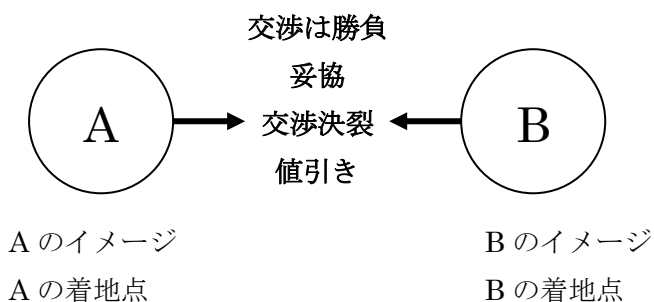 交渉は勝負
妥協
A
交渉決裂
B
値引き
A のイメージ
B のイメージ
A の着地点
B の着地点